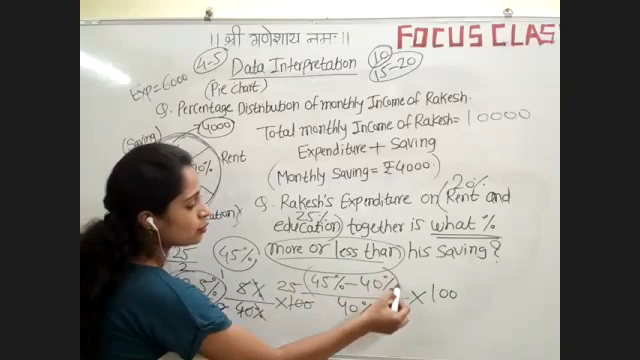 || श्री गणेशाय नमः ||
FOCUS CLAS
Exp=6000
4-5
Data Interpretation
10
15-20
(Pie chart)
Q. Percentage Distribution of monthly Income of Rakesh.
(Saving)
₹4000
Total monthly Income of Rakesh = 10000
Rent
Expenditure + Saving
(Monthly Saving = ₹4000)
20%
Q. Rakesh's Expenditure on (Rent and
25%
education) together is what %
more or less than his Saving?
45%
25
45% - 40%
40%
× 100
×100